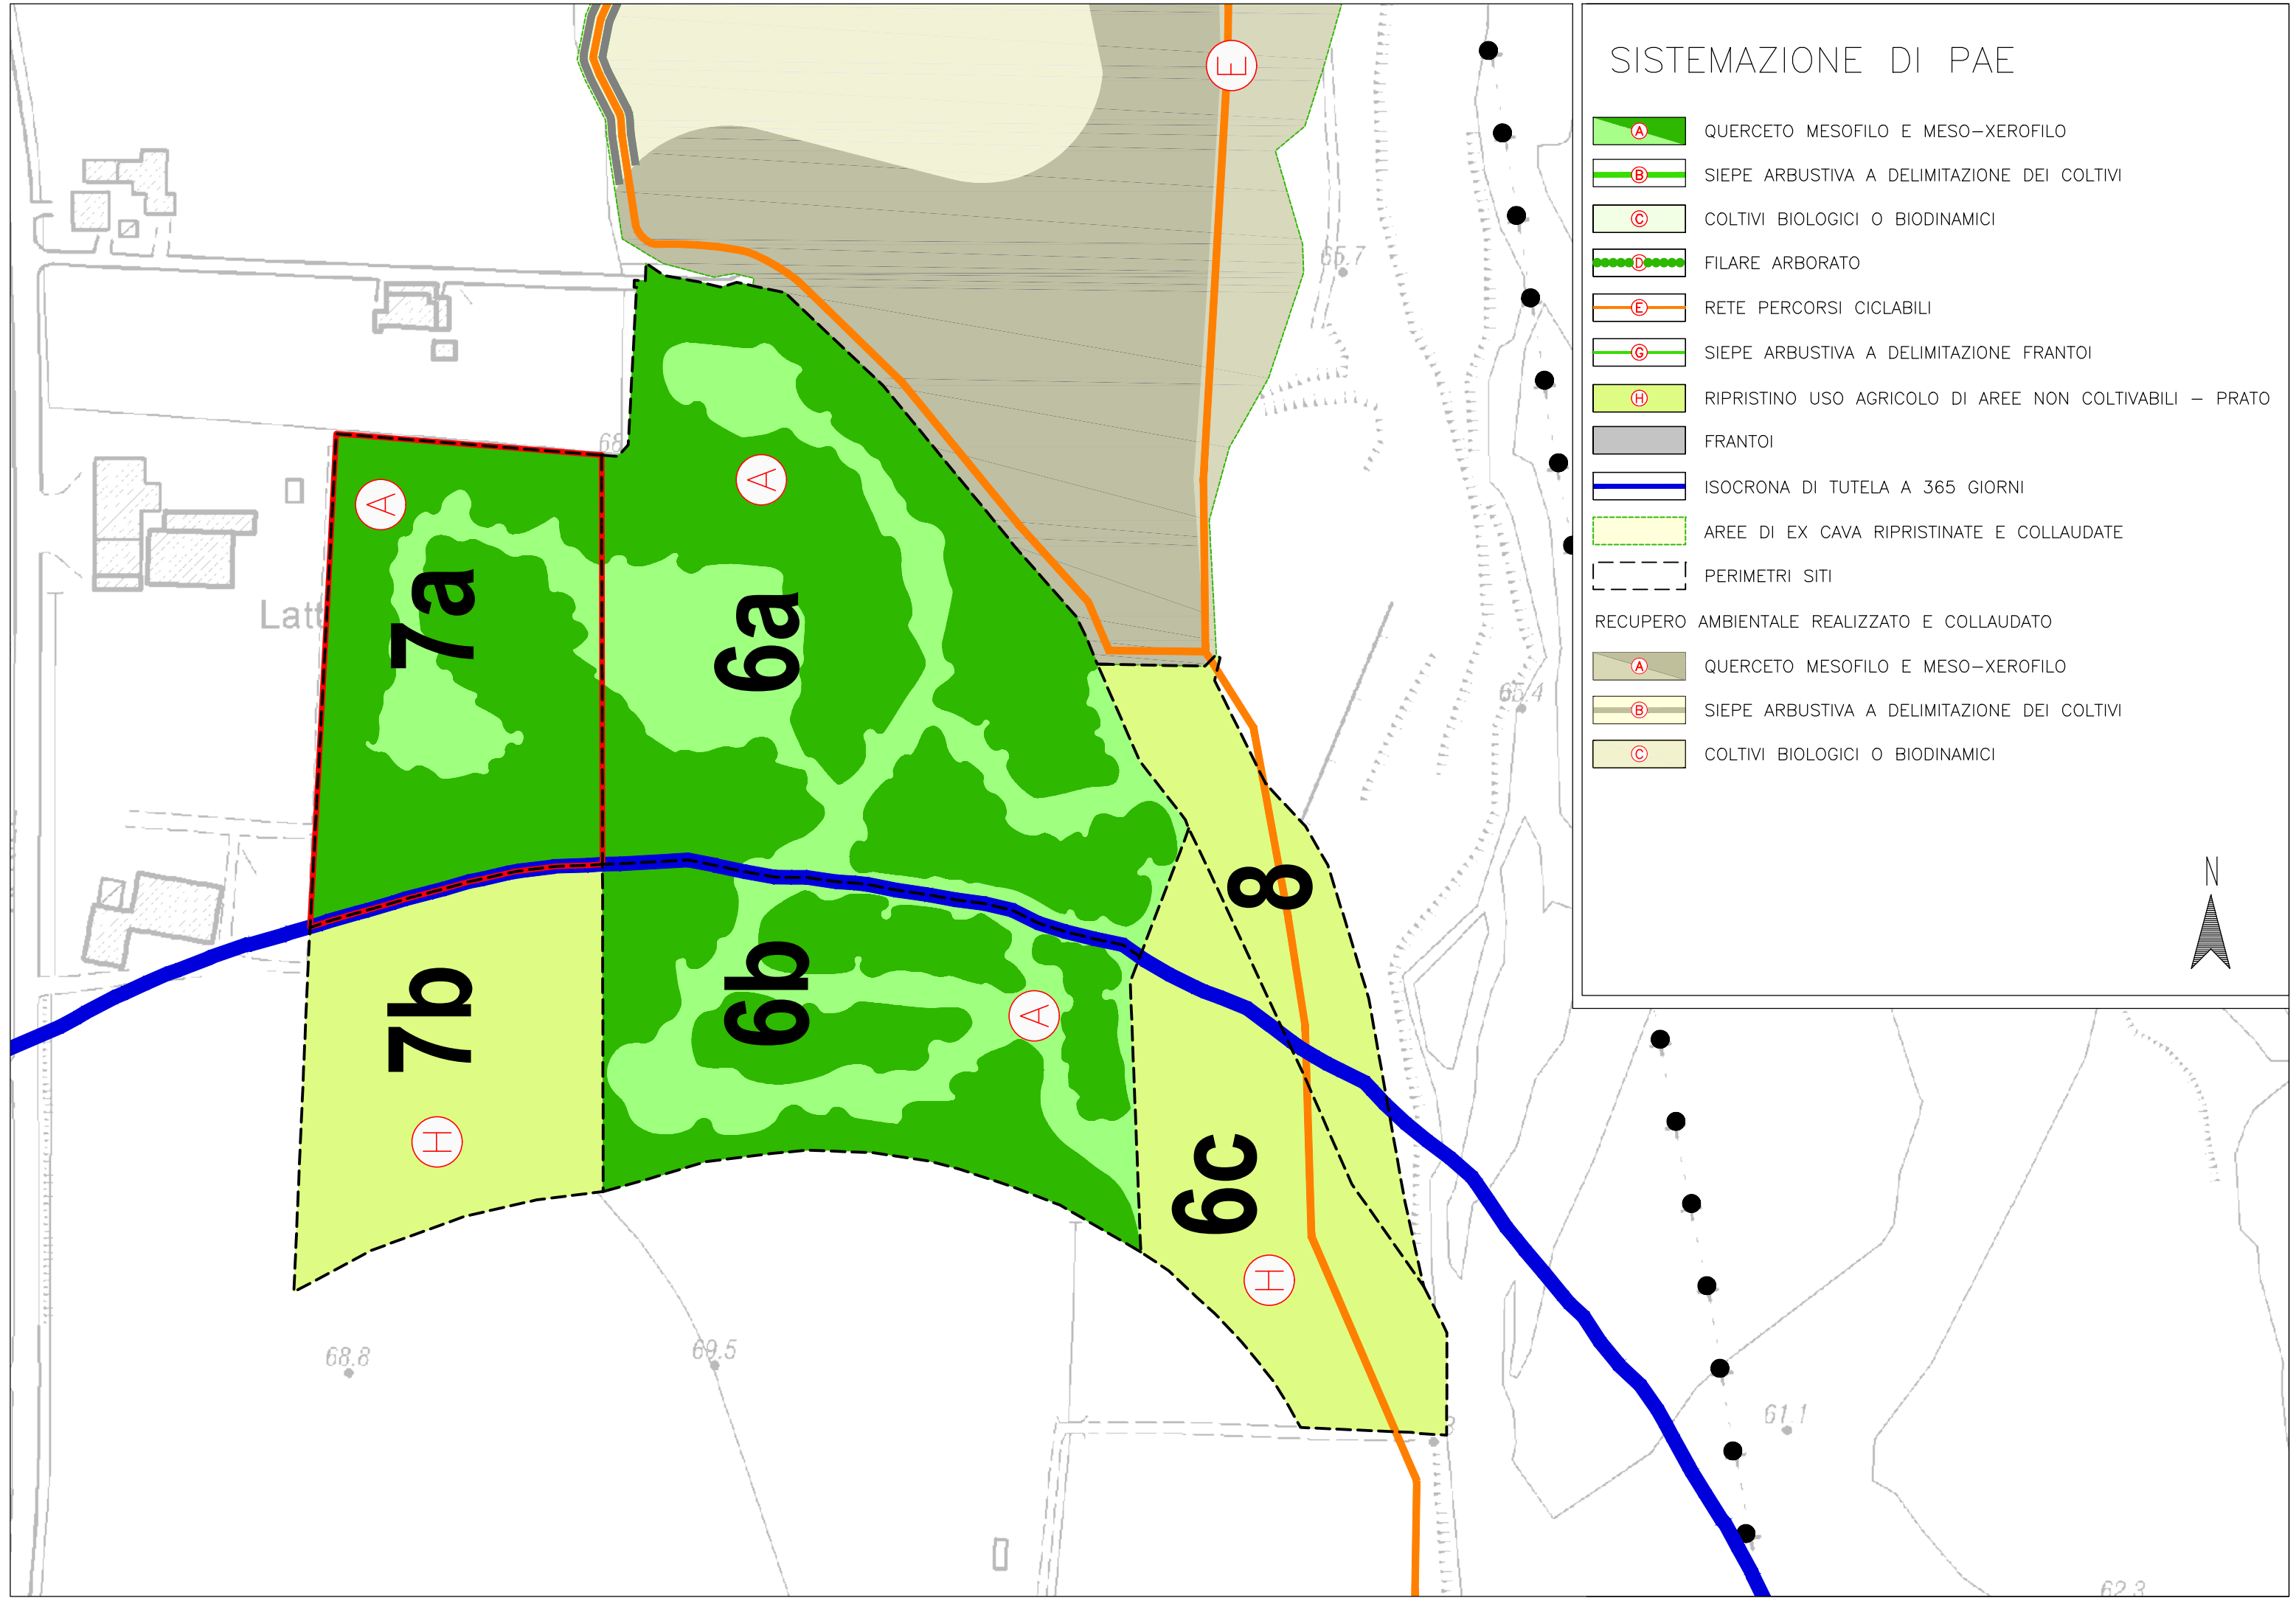 SISTEMAZIONE DI PAE
A QUERCETO MESOFILO E MESO-XEROFILO
B SIEPE ARBUSTIVA A DELIMITAZIONE DEI COLTIVI
C COLTIVI BIOLOGICI O BIODINAMICI
D FILARE ARBORATO
E RETE PERCORSI CICLABILI
G SIEPE ARBUSTIVA A DELIMITAZIONE FRANTOI
H RIPRISTINO USO AGRICOLO DI AREE NON COLTIVABILI - PRATO
FRANTOI
ISOCRONA DI TUTELA A 365 GIORNI
AREE DI EX CAVA RIPRISTINATE E COLLAUDATE
PERIMETRI SITI
RECUPERO AMBIENTALE REALIZZATO E COLLAUDATO
A QUERCETO MESOFILO E MESO-XEROFILO
B SIEPE ARBUSTIVA A DELIMITAZIONE DEI COLTIVI
C COLTIVI BIOLOGICI O BIODINAMICI
N
E
65.7
A
A
7a
6a
Latt
65.4
8
6b
7b
A
H
6c
H
68.8
69.5
61.1
62.3